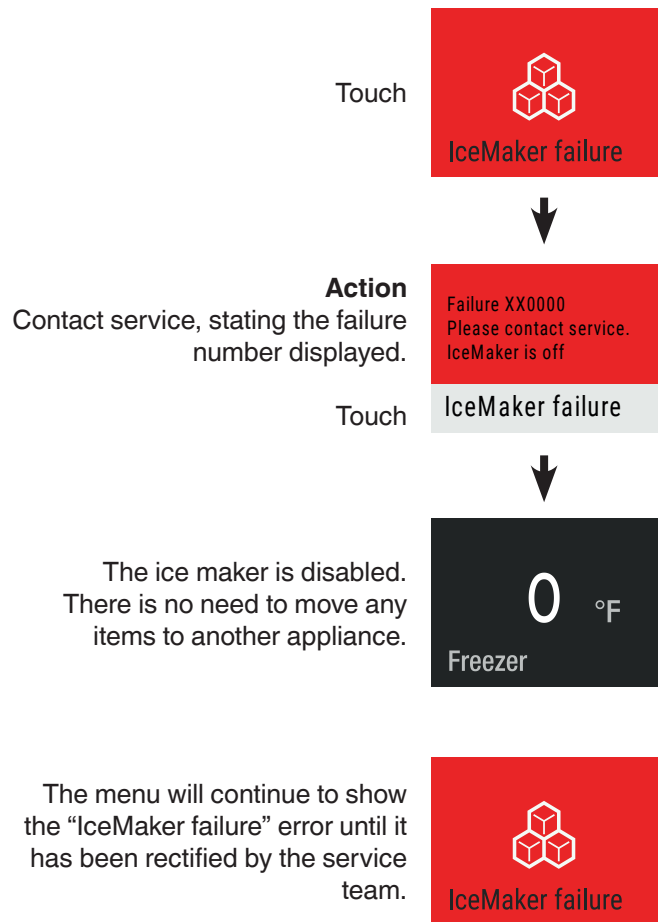 Touch
IceMaker failure
Action
Contact service, stating the failure
number displayed.
Failure XX0000
Please contact service.
IceMaker is off
Touch
IceMaker failure
The ice maker is disabled.
There is no need to move any
items to another appliance.
0 °F
Freezer
The menu will continue to show
the “IceMaker failure” error until it
has been rectified by the service
team.
IceMaker failure